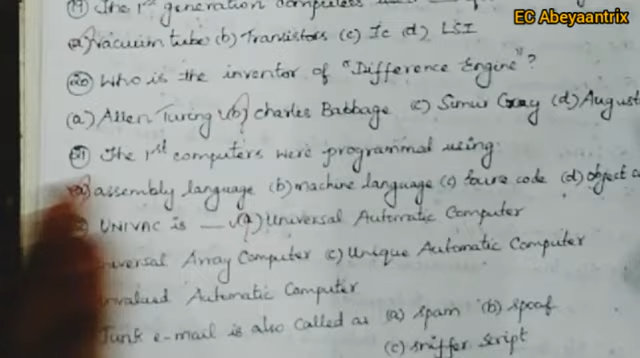 EC Abeyaantrix
(19) The 1st generation computers
(a) Vacuum tube (b) Transistors (c) Ic (d) LSI
(20) Who is the inventor of "Difference Engine"?
(a) Allen Turing (b) charles Babbage (c) Simur Cray (d) August
(21) The 1st computers were programmed using:
(a) assembly language (b) machine language (c) source code (d) object
UNIVAC is — (a) Universal Automatic Computer
Array Computer (c) Unique Automatic Computer
Automatic Computer
Junk e-mail is also called as (a) spam (b) spoof
(c) sniffer script